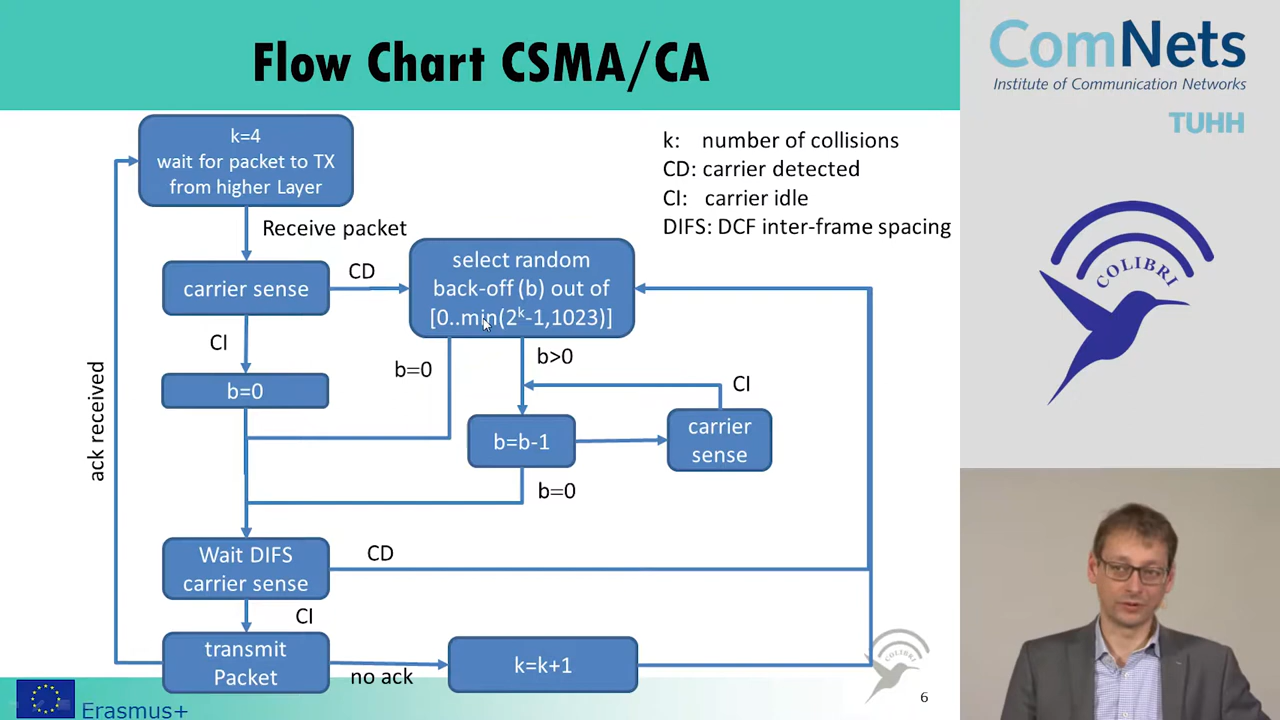 Flow Chart CSMA/CA
ComNets
Institute of Communication Networks
TUHH
COLIBRI
k: number of collisions
CD: carrier detected
CI: carrier idle
DIFS: DCF inter-frame spacing
k=4
wait for packet to TX
from higher Layer
Receive packet
carrier sense
CD
select random
back-off (b) out of
[0..min(2ᵏ-1,1023)]
CI
b=0
b=0
b>0
CI
b=b-1
carrier
sense
b=0
ack received
Wait DIFS
carrier sense
CD
CI
transmit
Packet
no ack
k=k+1
COLIBRI
Erasmus+
6